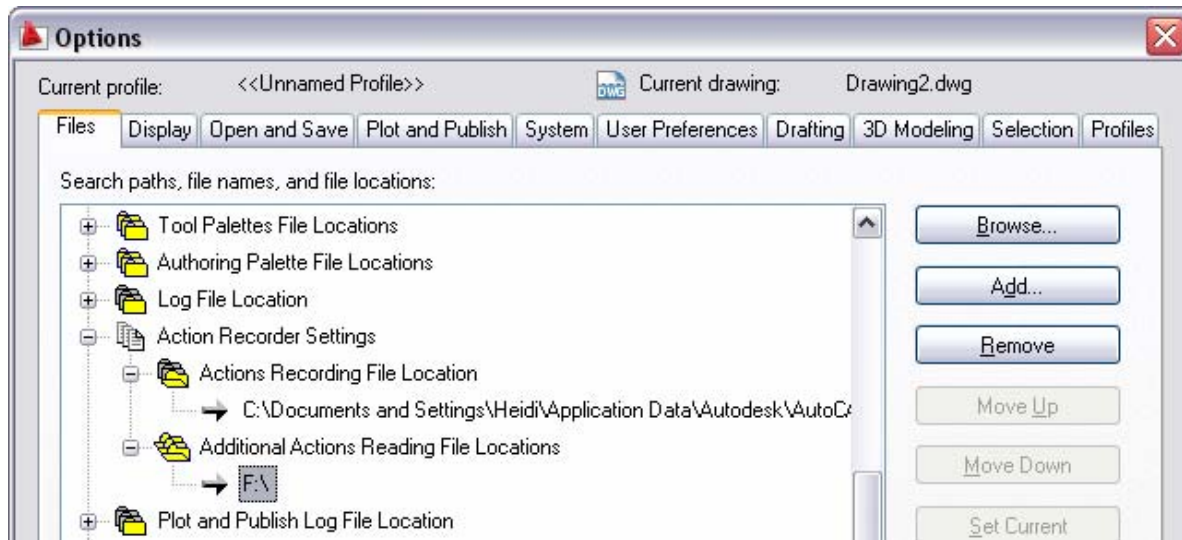 Options
Current profile: <<Unnamed Profile>> DWG Current drawing: Drawing2.dwg
Files Display Open and Save Plot and Publish System User Preferences Drafting 3D Modeling Selection Profiles
Search paths, file names, and file locations:
Tool Palettes File Locations Browse...
Authoring Palette File Locations
Add...
Log File Location
Action Recorder Settings Remove
Actions Recording File Location
C:\Documents and Settings\Heidi\Application Data\Autodesk\AutoCA Move Up
Additional Actions Reading File Locations
Move Down
F:\
Plot and Publish Log File Location Set Current